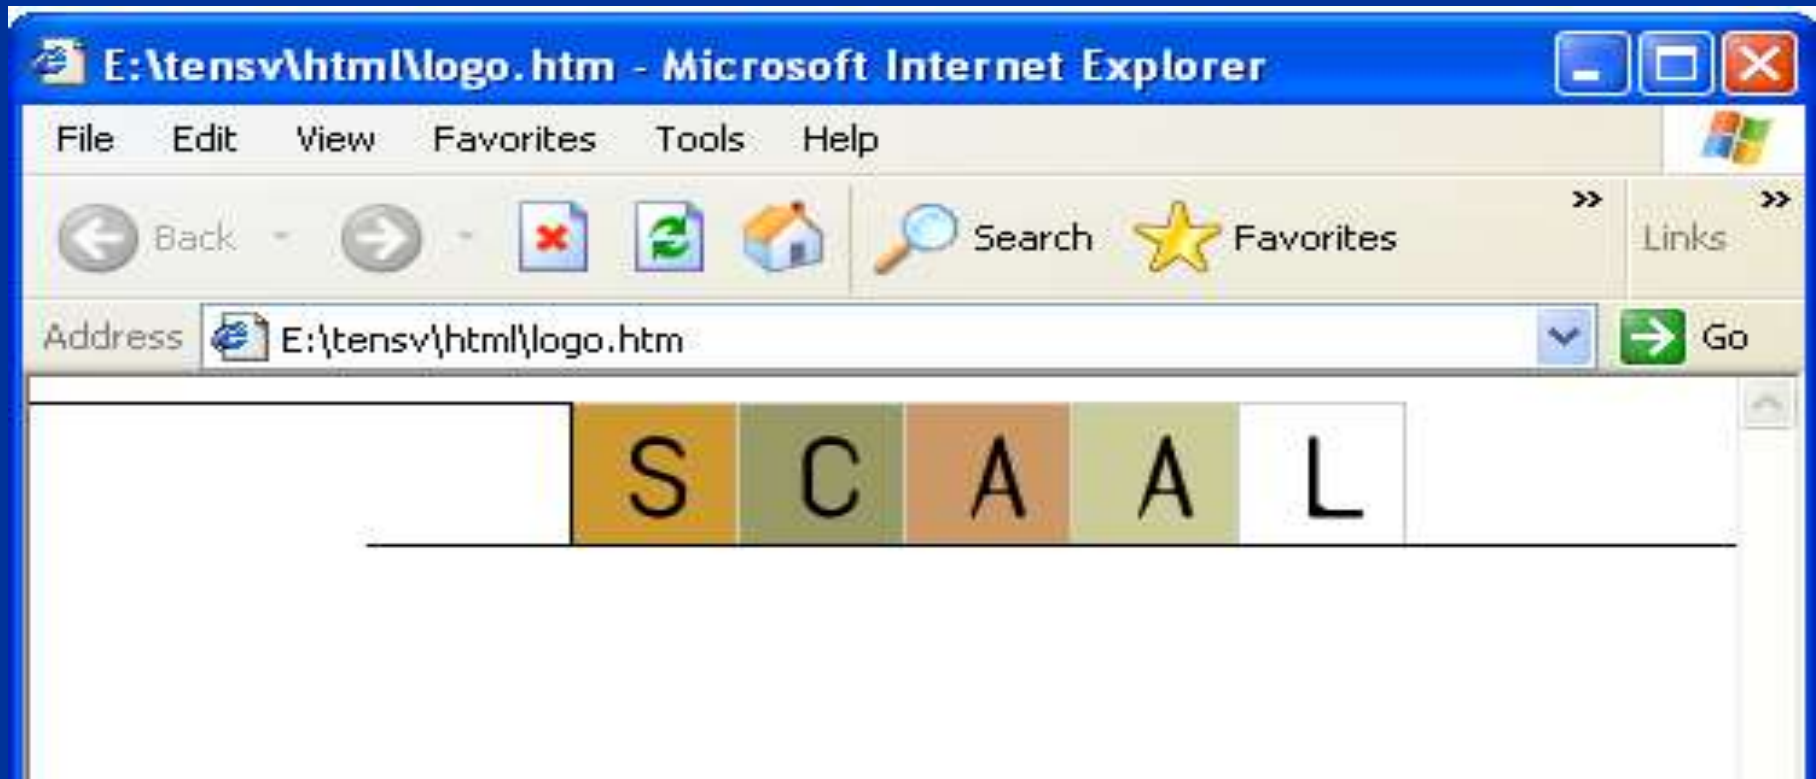 E:\tensv\html\logo.htm - Microsoft Internet Explorer
File Edit View Favorites Tools Help
Back Search Favorites » Links »
Address E:\tensv\html\logo.htm Go
S C A A L